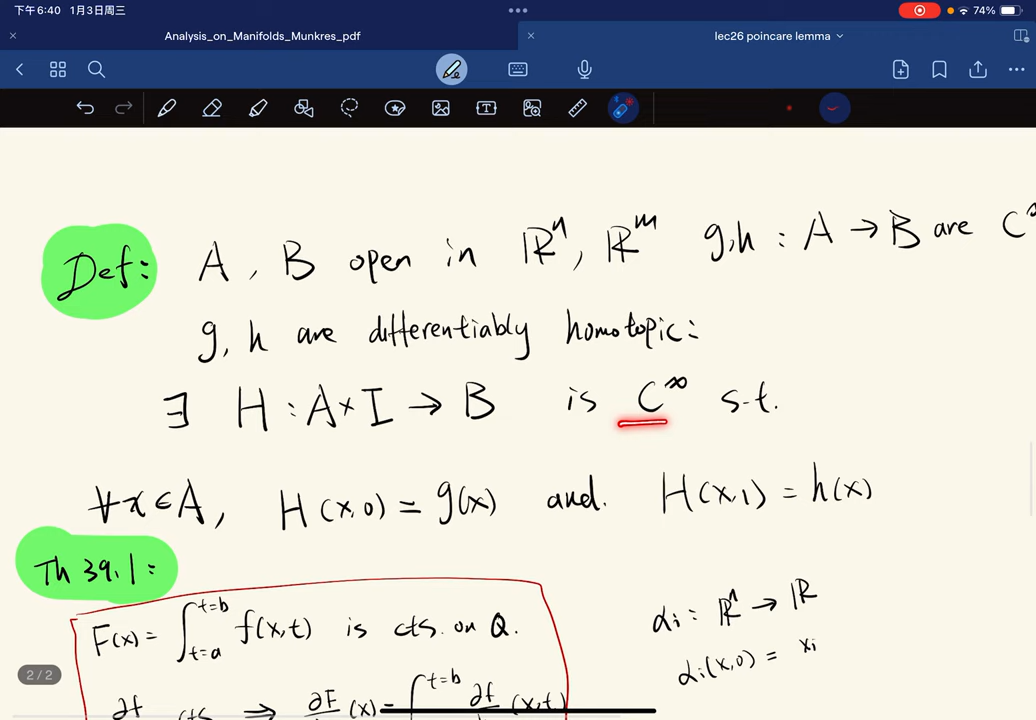 下午6:40 1月3日周三
74%
Analysis_on_Manifolds_Munkres_pdf
lec26 poincare lemma
Def: A, B open in ℝⁿ, ℝᵐ g,h : A → B are C^∞
g, h are differentiably homotopic:
∃ H : A×I → B is C^∞ s.t.
∀x∈A, H(x,0) = g(x) and. H(x,1) = h(x)
Th 39.1:
F(x) = ∫_{t=a}^{t=b} f(x,t) is cts. on Q.
αi : ℝⁿ → ℝ
αi(x,0) = xi
2/2
∂f cts ⇒ ∂F (x) = ∫^{t=b} ∂f (x,t)